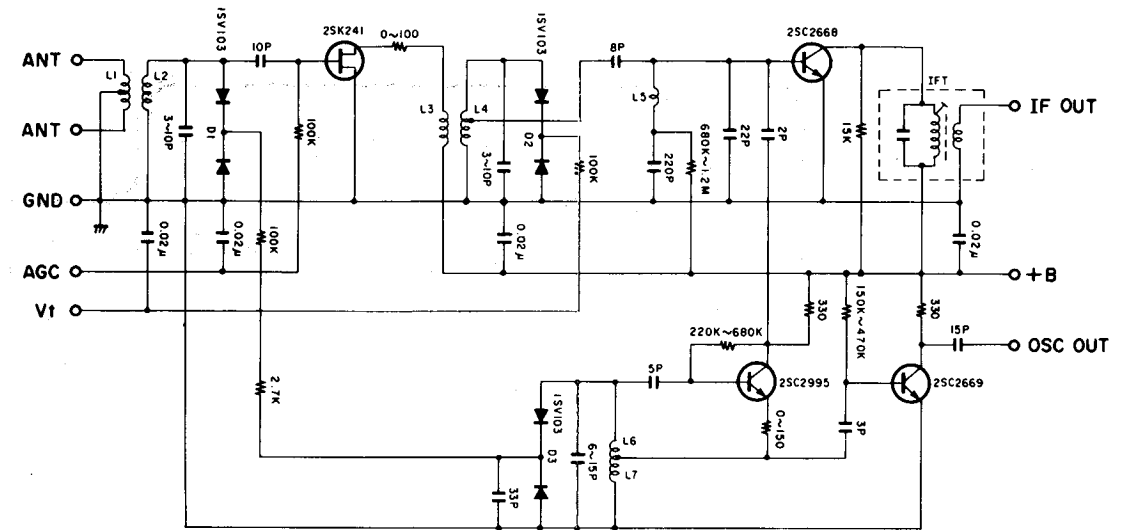 ANT
ANT
GND
AGC
Vt
L1
L2
3~10P
1SV103
D1
10P
100K
2SK241
0~100
L3
L4
3~10P
1SV103
D2
8P
100K
L5
220P
680K~1.2M
22P
2P
2SC2668
15K
IFT
IF OUT
0.02μ
0.02μ
100K
0.02μ
0.02μ
+B
330
150K~470K
330
15P
OSC OUT
220K~680K
2.7K
5P
2SC2995
2SC2669
1SV103
D3
6~15P
L6
L7
0~150
3P
33P